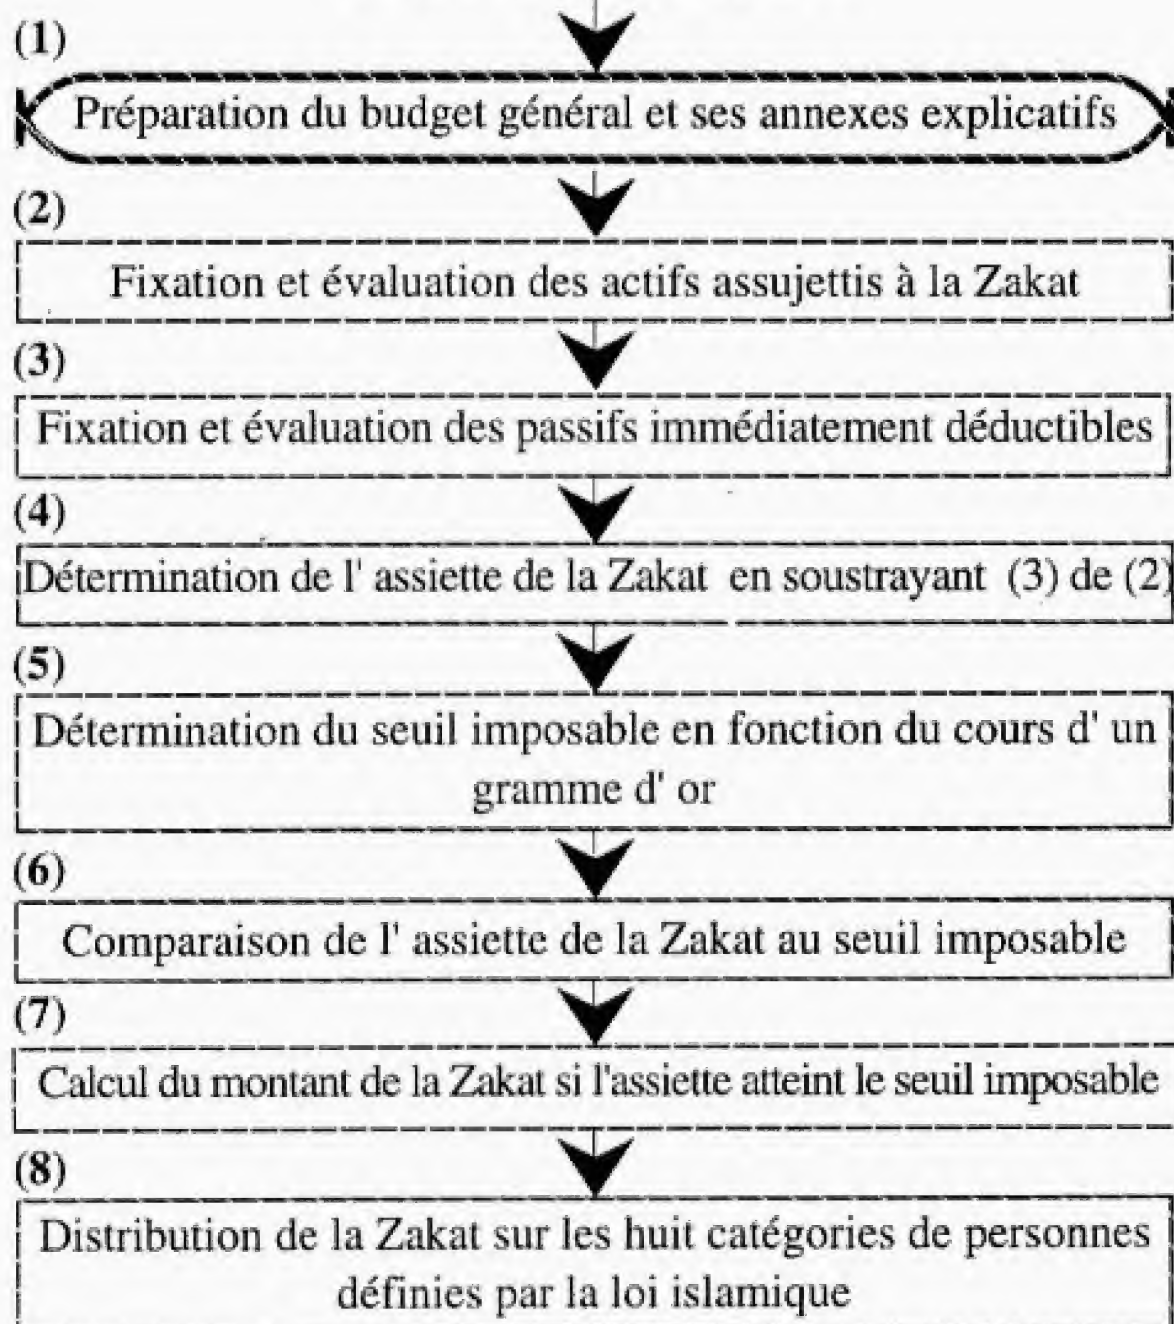 (1)
Préparation du budget général et ses annexes explicatifs
(2)
Fixation et évaluation des actifs assujettis à la Zakat
(3)
Fixation et évaluation des passifs immédiatement déductibles
(4)
Détermination de l' assiette de la Zakat en soustrayant (3) de (2)
(5)
Détermination du seuil imposable en fonction du cours d' un
gramme d' or
(6)
Comparaison de l' assiette de la Zakat au seuil imposable
(7)
Calcul du montant de la Zakat si l'assiette atteint le seuil imposable
(8)
Distribution de la Zakat sur les huit catégories de personnes
définies par la loi islamique